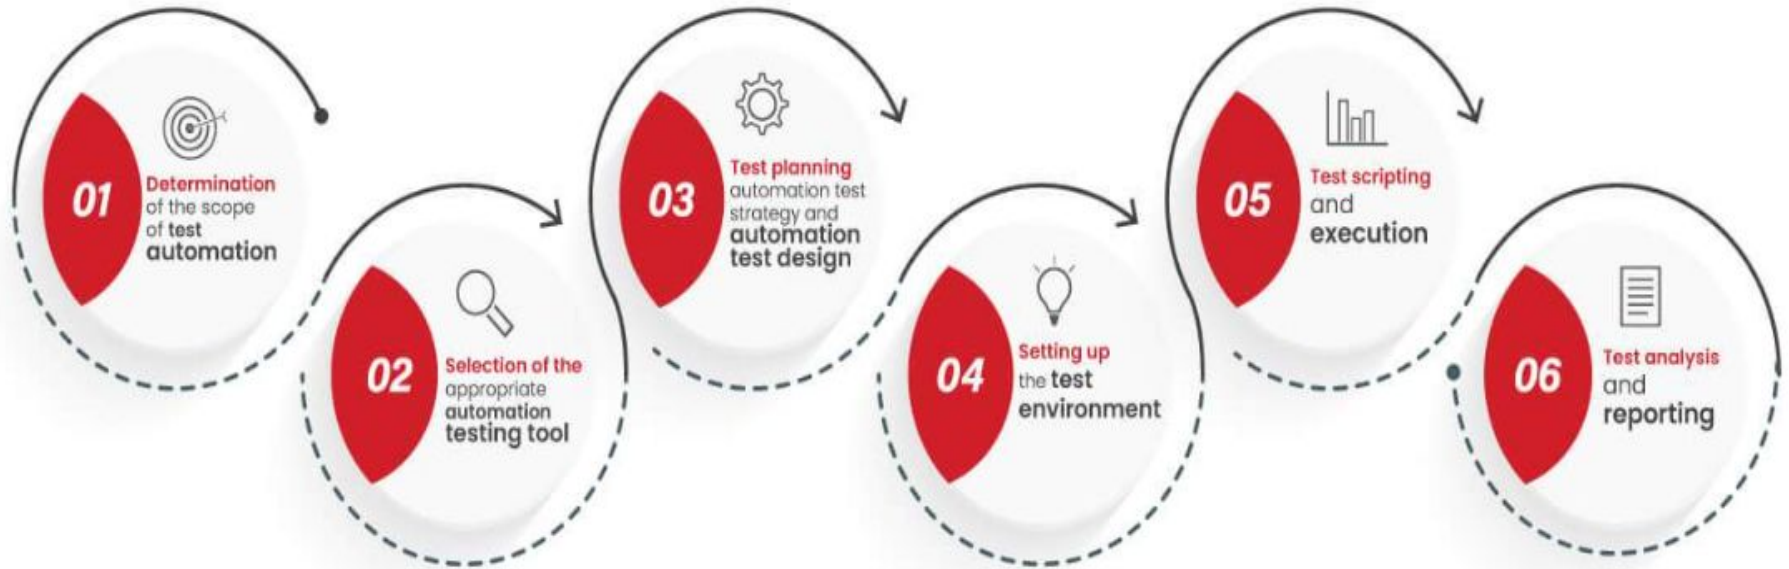 01
Determination
of the scope
of test
automation
02
Selection of the
appropriate
automation
testing tool
03
Test planning
automation test
strategy and
automation
test design
04
Setting up
the test
environment
05
Test scripting
and
execution
06
Test analysis
and
reporting